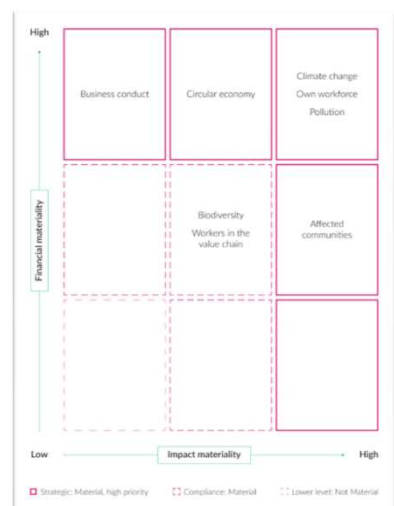 High
Business conduct
Circular economy
Climate change
Own workforce
Pollution
Financial materiality
Biodiversity
Workers in the
value chain
Affected
communities
Low
Impact materiality
High
Strategic: Material, high priority
Compliance: Material
Lower level: Not Material